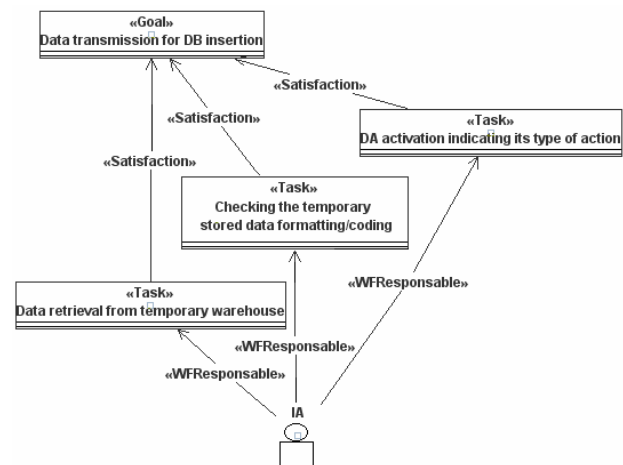 «Goal»
Data transmission for DB insertion
«Satisfaction»
«Task»
DA activation indicating its type of action
«Satisfaction»
«Satisfaction»
«Task»
Checking the temporary
stored data formatting/coding
«WFResponsable»
«Task»
Data retrieval from temporary warehouse
«WFResponsable»
«WFResponsable»
IA